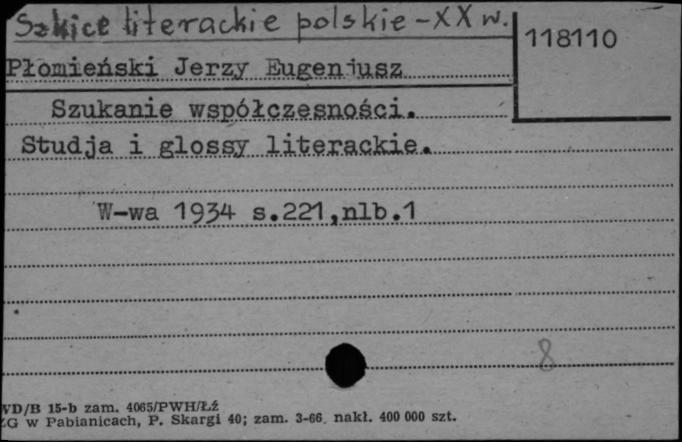 Szkice literackie polskie - XX w.
118110
Płomieński Jerzy Eugenjusz
Szukanie współczesności.
Studja i glossy literackie.
W-wa 1934 s.221,nlb.1
8
VD/B 15-b zam. 4065/PWH/Łź
ZG w Pabianicach, P. Skargi 40; zam. 3-66 nakł. 400 000 szt.